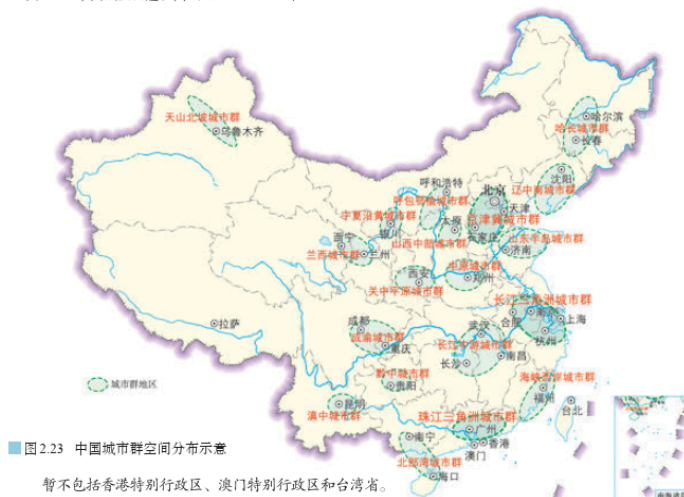 天山北坡城市群
乌鲁木齐
哈尔滨
哈长城市群
长春
沈阳
辽中南城市群
呼和浩特
呼包鄂榆城市群
北京
天津
京津冀城市群
石家庄
宁夏沿黄城市群
银川
太原
山西中部城市群
山东半岛城市群
济南
西宁
兰州
兰西城市群
西安
关中平原城市群
中原城市群
郑州
长江三角洲城市群
合肥
南京
上海
杭州
拉萨
成都
成渝城市群
重庆
武汉
长江中游城市群
长沙
南昌
黔中城市群
贵阳
海峡西岸城市群
福州
台北
昆明
滇中城市群
珠江三角洲城市群
广州
香港
澳门
南宁
北部湾城市群
海口
城市群地区
图2.23 中国城市群空间分布示意
暂不包括香港特别行政区、澳门特别行政区和台湾省。